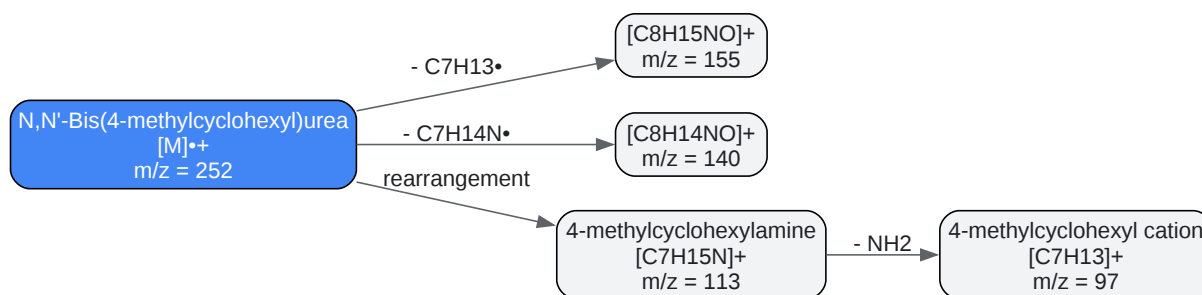 [C8H15NO]+
m/z = 155
- C7H13•
N,N'-Bis(4-methylcyclohexyl)urea
[M]•+
m/z = 252
- C7H14N•
[C8H14NO]+
m/z = 140
rearrangement
4-methylcyclohexylamine
[C7H15N]+
m/z = 113
- NH2
4-methylcyclohexyl cation
[C7H13]+
m/z = 97